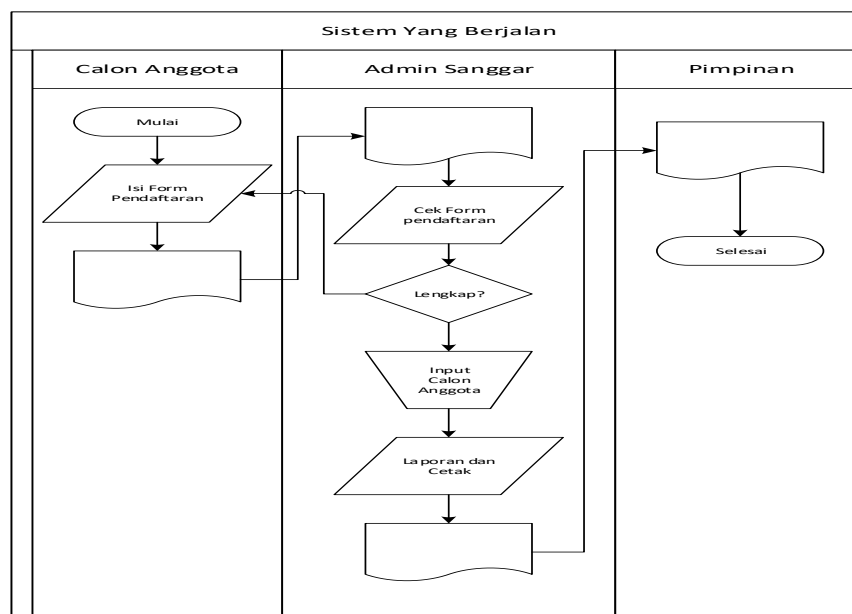 Sistem Yang Berjalan
Calon Anggota
Admin Sanggar
Pimpinan
Mulai
Isi Form
Pendaftaran
Cek Form
pendaftaran
Lengkap?
Input
Calon
Anggota
Laporan dan
Cetak
Selesai